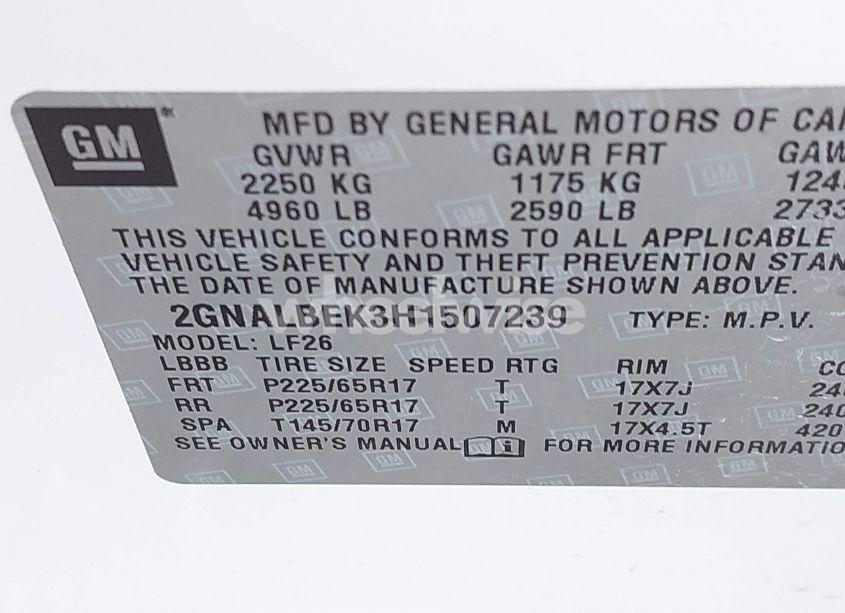 GM
MFD BY GENERAL MOTORS OF
GVWR GAWR FRT
2250 KG 1175 KG
4960 LB 2590 LB 2733
THIS VEHICLE CONFORMS TO ALL APPLICABLE
VEHICLE SAFETY AND THEFT PREVENTION
THE DATE OF MANUFACTURE SHOWN ABOVE.
2GNALBEK3H1507239 TYPE: M.P.V.
MODEL: LF26
LBBB TIRE SIZE SPEED RTG RIM
FRT P225/65R17 T 17X7J
RR P225/65R17 T 17X7J
SPA T145/70R17 M 17X4.5T 420
SEE OWNER'S MANUAL FOR MORE